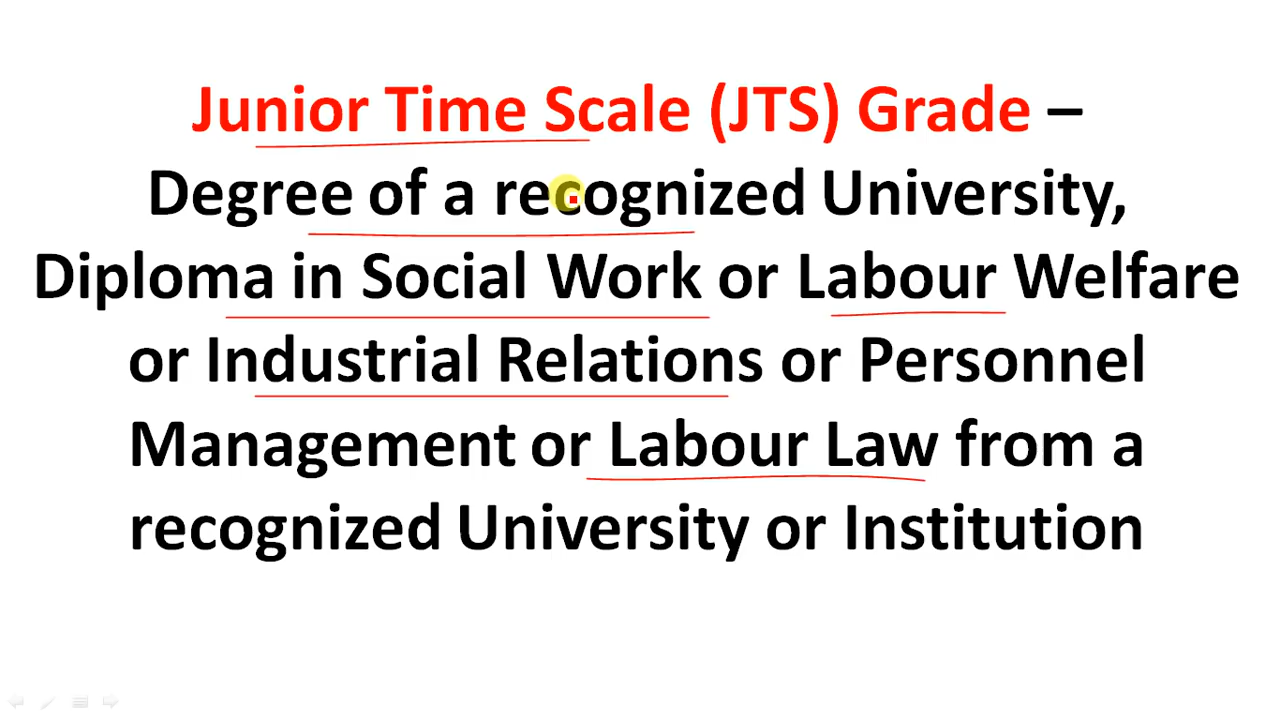 Junior Time Scale (JTS) Grade –
Degree of a recognized University,
Diploma in Social Work or Labour Welfare
or Industrial Relations or Personnel
Management or Labour Law from a
recognized University or Institution